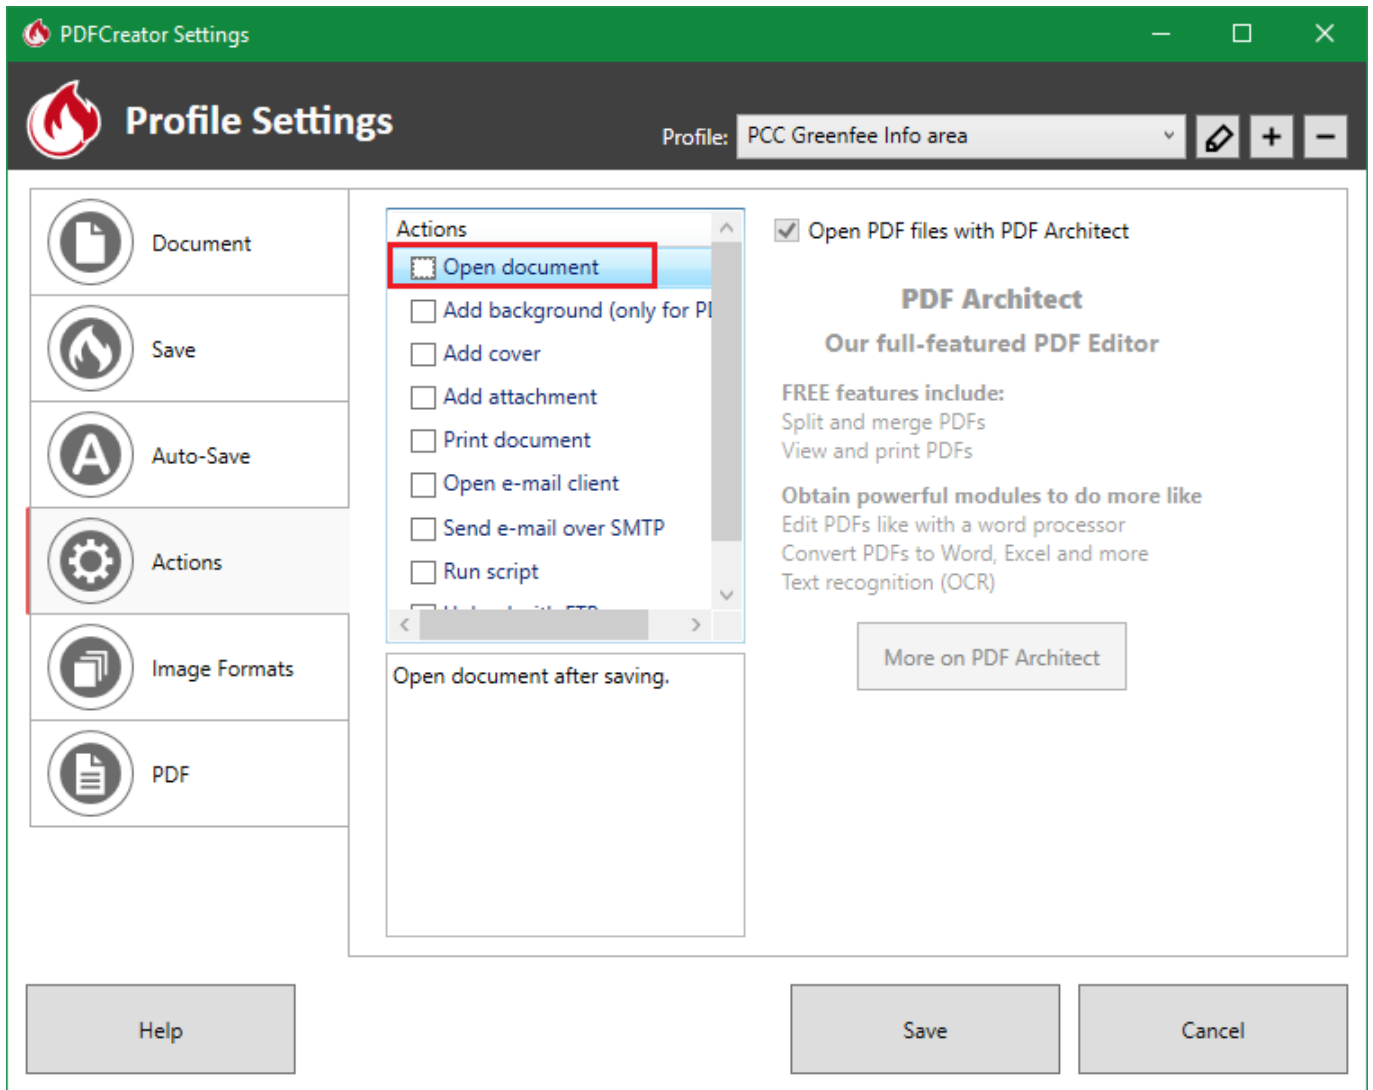 PDFCreator Settings
Profile Settings
Profile:
PCC Greenfee Info area
Document
Save
Auto-Save
Actions
Image Formats
PDF
Actions
Open document
Add background (only for
Add cover
Add attachment
Print document
Open e-mail client
Send e-mail over SMTP
Run script
Open document after saving.
Open PDF files with PDF Architect
PDF Architect
Our full-featured PDF Editor
FREE features include:
Split and merge PDFs
View and print PDFs
Obtain powerful modules to do more like
Edit PDFs like with a word processor
Convert PDFs to Word, Excel and more
Text recognition (OCR)
More on PDF Architect
Help
Save
Cancel